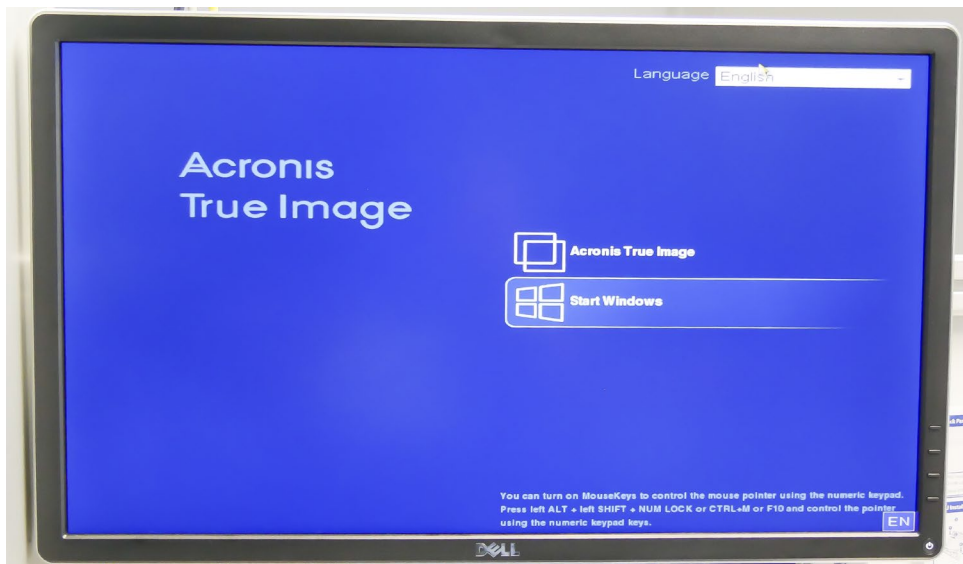 Language English
Acronis
True Image
Acronis True Image
Start Windows
You can turn on MouseKeys to control the mouse pointer using the numeric keypad.
Press left ALT + left SHIFT + NUM LOCK or CTRL+M or F10 and control the pointer
using the numeric keypad keys.
EN
DELL